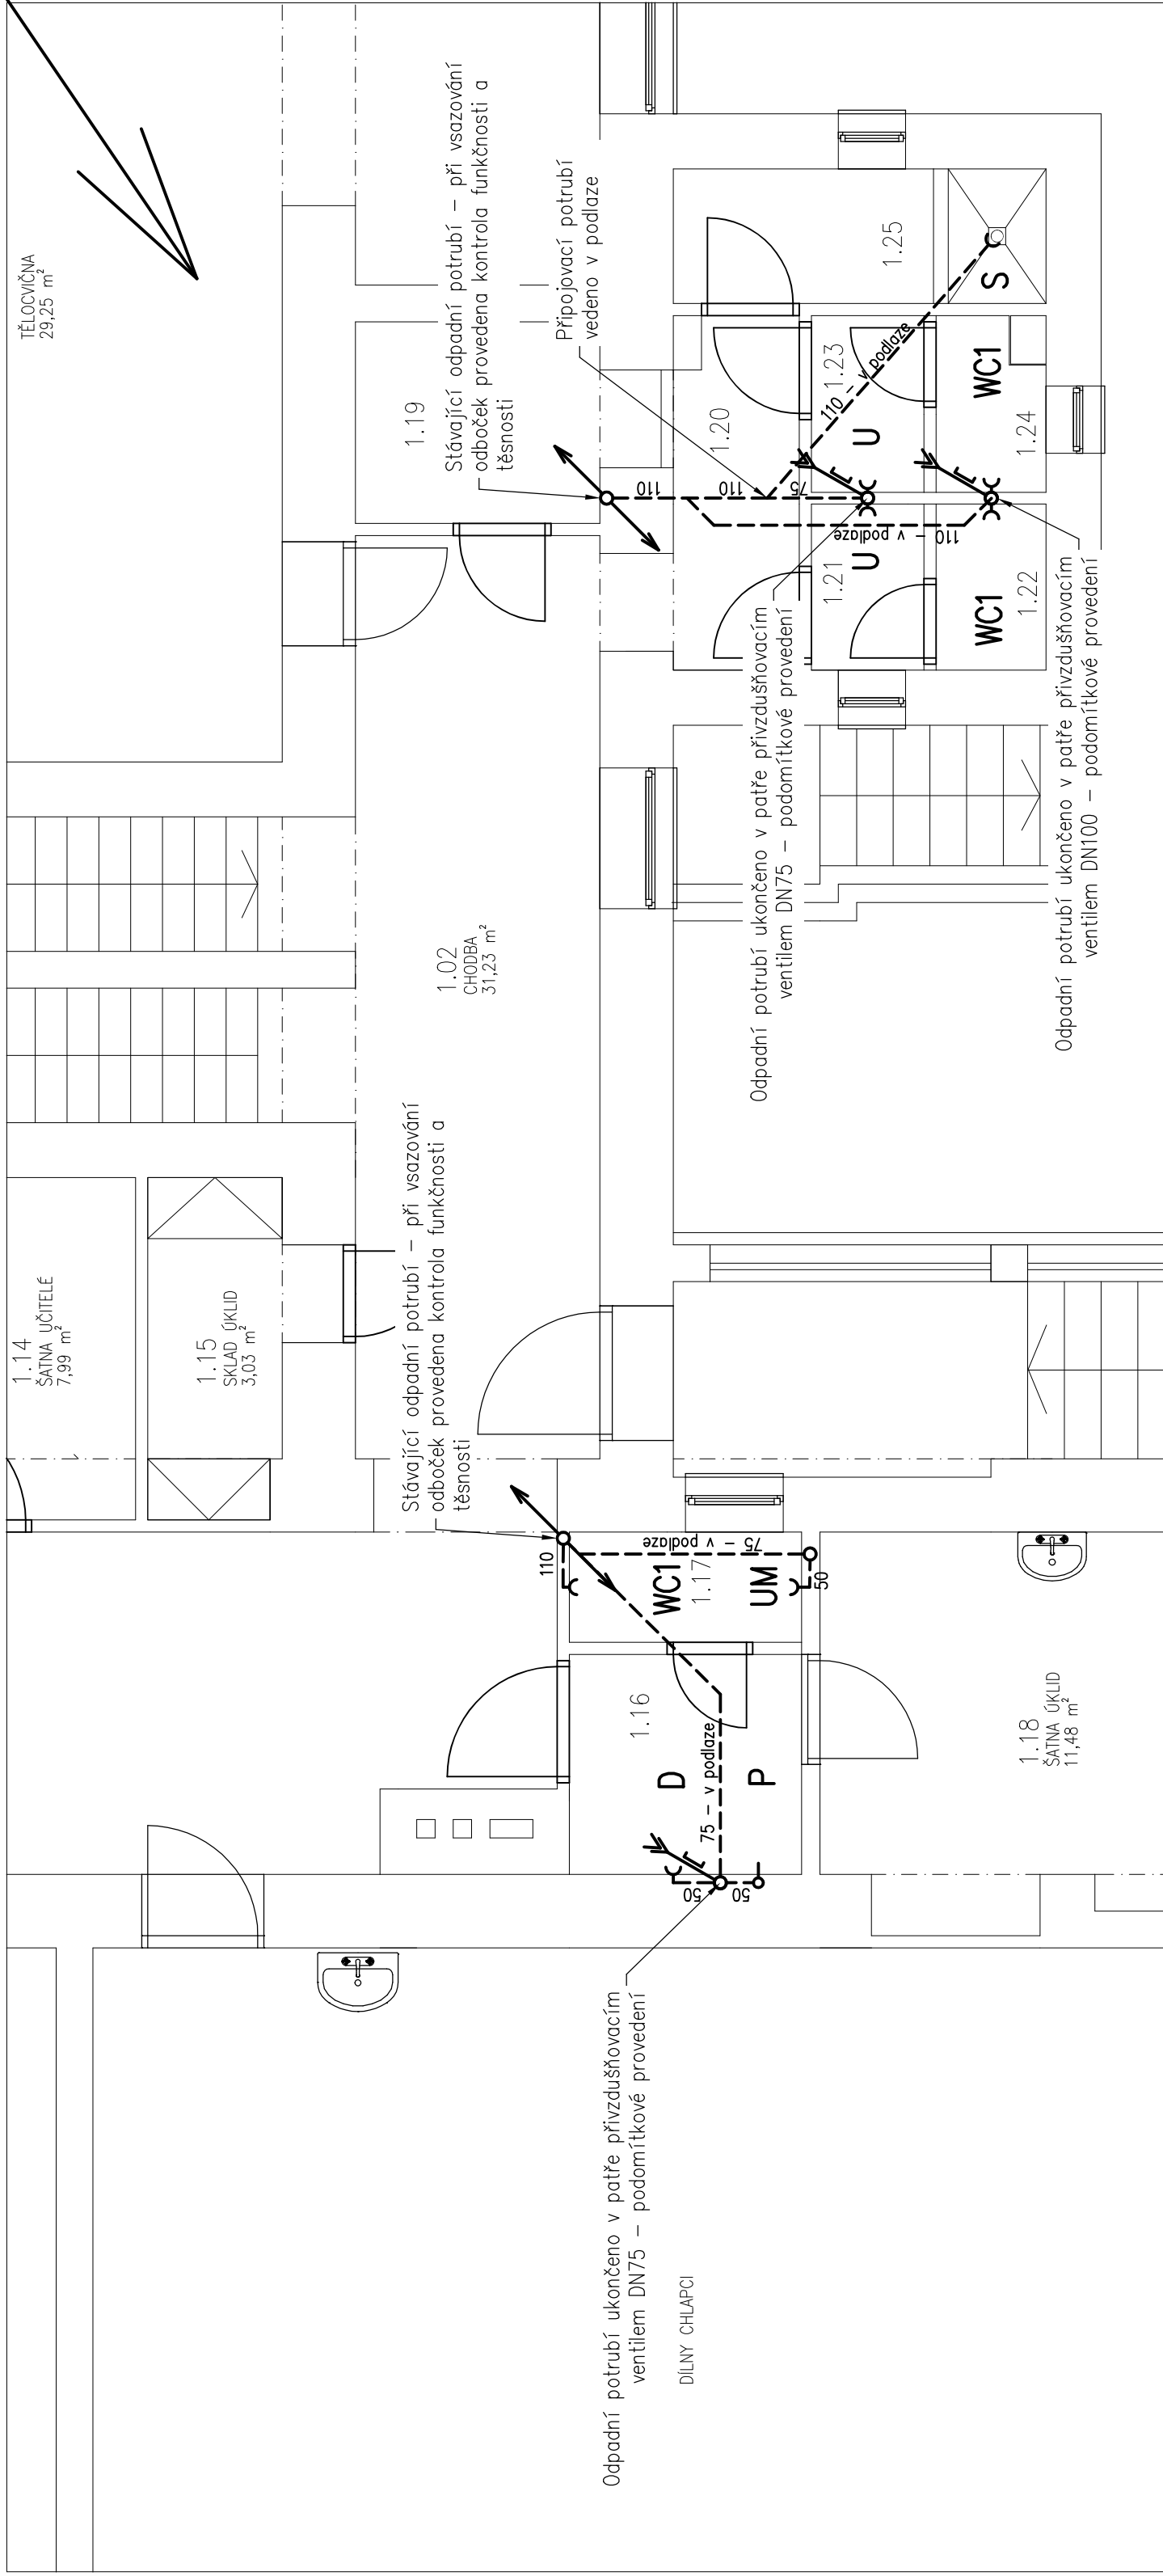 TĚLOCVIČNA
29,25 m²
1.19
Stávající odpadní potrubí – při vsazování
odboček provedena kontrola funkčnosti a
těsnosti
Připojovací potrubí
vedeno v podlaze
1.20
1.25
1.23
110 – v podlaze
S
U
WC1
1.24
110
110
75
110 – v podlaze
1.21
U
WC1
1.22
Odpadní potrubí ukončeno v patře přivzdušňovacím
ventilem DN75 – podomítkové provedení
Odpadní potrubí ukončeno v patře přivzdušňovacím
ventilem DN100 – podomítkové provedení
1.02
CHODBA
31,23 m²
1.14
ŠATNA UČITELÉ
7,99 m²
1.15
SKLAD ÚKLID
3,03 m²
Stávající odpadní potrubí – při vsazování
odboček provedena kontrola funkčnosti a
těsnosti
110
75 – v podlaze
WC1
1.17
UM
50
1.16
D
P
75 – v podlaze
50
50
1.18
ŠATNA ÚKLID
11,48 m²
Odpadní potrubí ukončeno v patře přivzdušňovacím
ventilem DN75 – podomítkové provedení
DÍLNY CHLAPCI